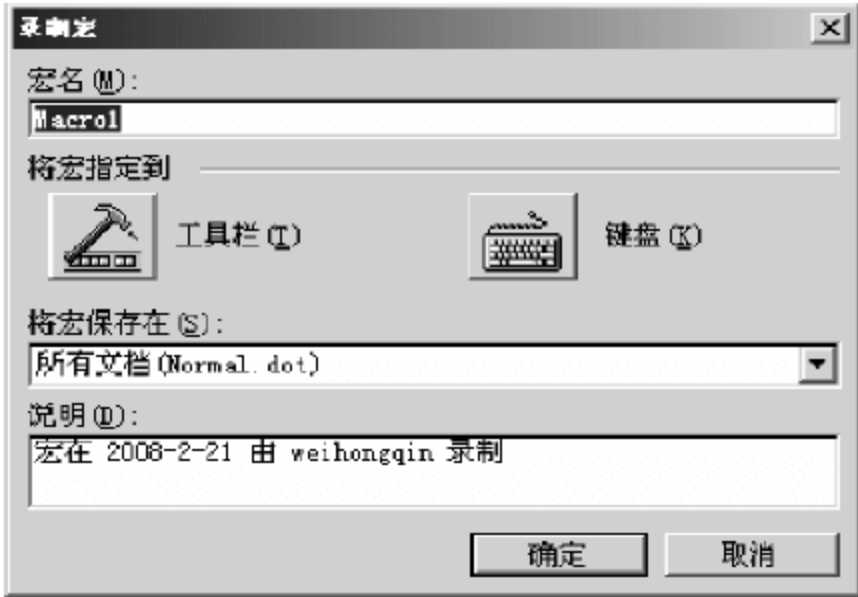 录制宏
宏名(M):
Macro1
将宏指定到
工具栏(T)
键盘(K)
将宏保存在(S):
所有文档(Normal.dot)
说明(D):
宏在 2008-2-21 由 weihongqin 录制
确定
取消